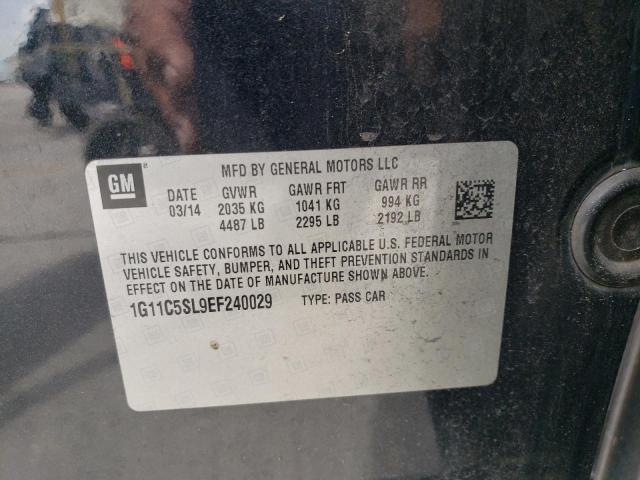 GM
MFD BY GENERAL MOTORS LLC
DATE GVWR GAWR FRT GAWR RR
03/14 2035 KG 1041 KG 994 KG
4487 LB 2295 LB 2192 LB
THIS VEHICLE CONFORMS TO ALL APPLICABLE U.S. FEDERAL MOTOR
VEHICLE SAFETY, BUMPER, AND THEFT PREVENTION STANDARDS IN
EFFECT ON THE DATE OF MANUFACTURE SHOWN ABOVE.
1G11C5SL9EF240029 TYPE: PASS CAR